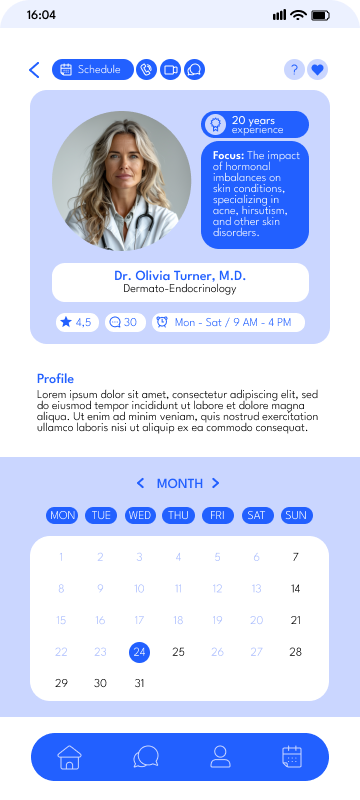 16:04
Schedule
?
20 years
experience
Focus: The impact
of hormonal
imbalances on
skin conditions,
specializing in
acne, hirsutism,
and other skin
disorders.
Dr. Olivia Turner, M.D.
Dermato-Endocrinology
4,5
30
Mon - Sat / 9 AM - 4 PM
Profile
Lorem ipsum dolor sit amet, consectetur adipiscing elit, sed
do eiusmod tempor incididunt ut labore et dolore magna
aliqua. Ut enim ad minim veniam, quis nostrud exercitation
ullamco laboris nisi ut aliquip ex ea commodo consequat.
MONTH
MON TUE WED THU FRI SAT SUN
1 2 3 4 5 6 7
8 9 10 11 12 13 14
15 16 17 18 19 20 21
22 23 24 25 26 27 28
29 30 31